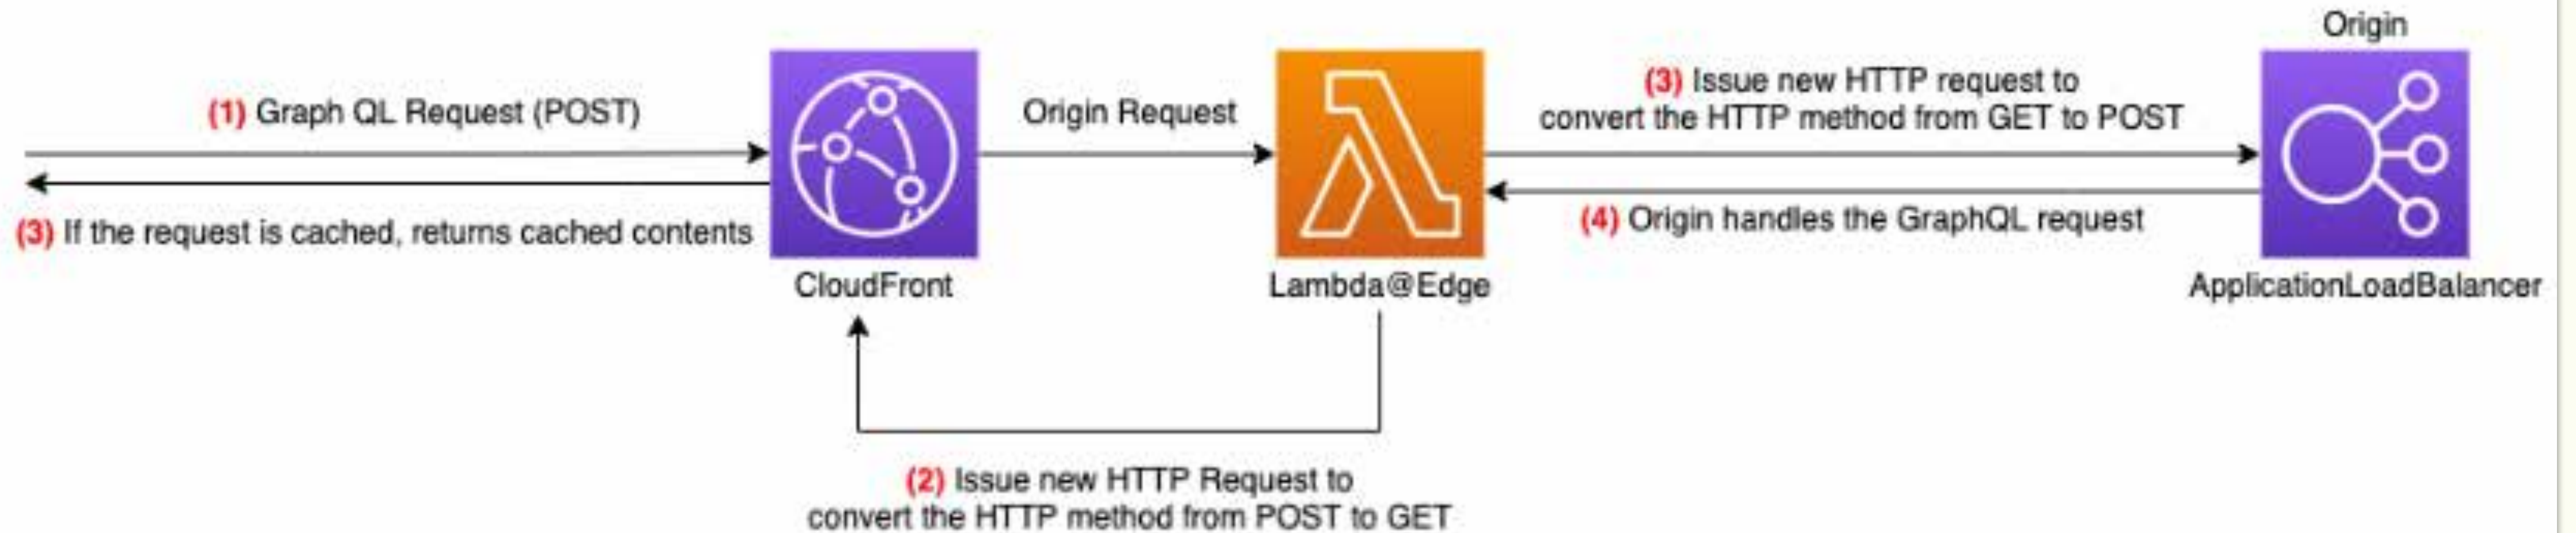 Origin
(1) Graph QL Request (POST)
Origin Request
(3) Issue new HTTP request to
convert the HTTP method from GET to POST
(3) If the request is cached, returns cached contents
(4) Origin handles the GraphQL request
CloudFront
Lambda@Edge
ApplicationLoadBalancer
(2) Issue new HTTP Request to
convert the HTTP method from POST to GET